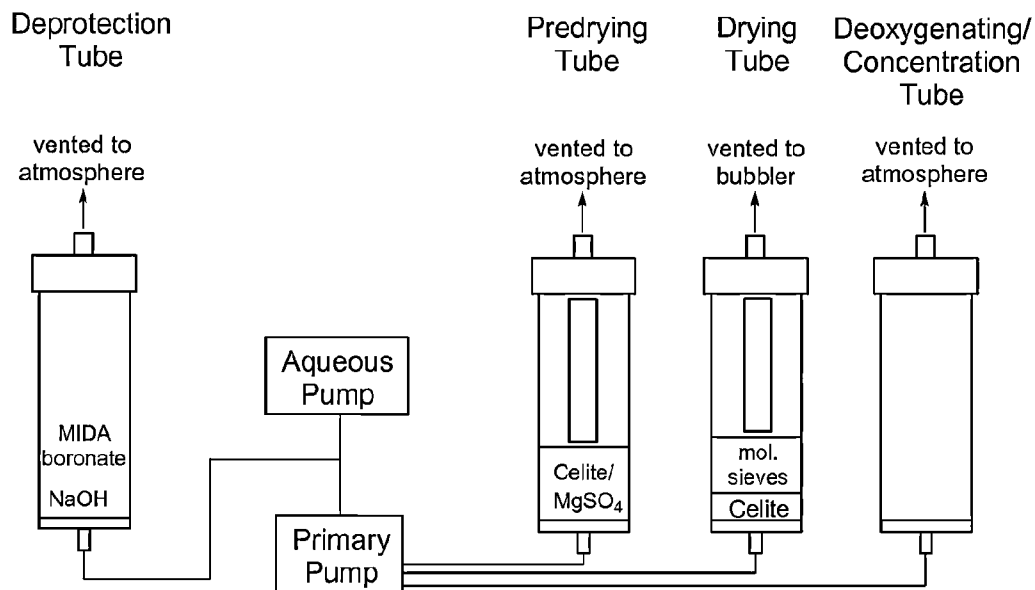 Deprotection
Tube
Predrying
Tube
Drying
Tube
Deoxygenating/
Concentration
Tube
vented to
atmosphere
vented to
atmosphere
vented to
bubbler
vented to
atmosphere
Aqueous
Pump
MIDA
boronate
NaOH
Celite/
MgSO₄
mol.
sieves
Celite
Primary
Pump